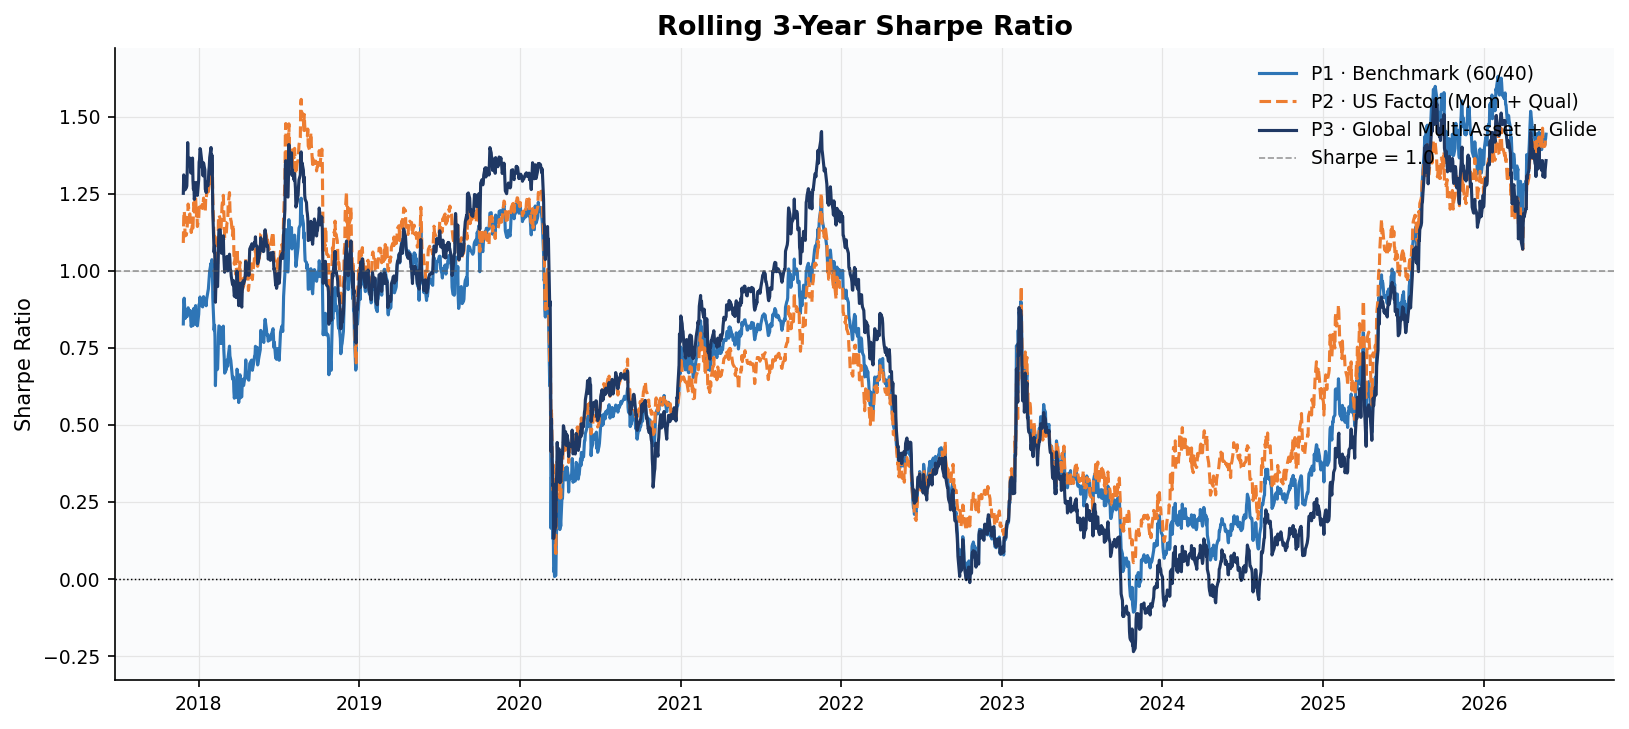 Rolling 3-Year Sharpe Ratio
P1 · Benchmark (60/40)
P2 · US Factor (Mom + Qual)
P3 · Global Multi-Asset + Glide
Sharpe = 1.0
Sharpe Ratio
1.50
1.25
1.00
0.75
0.50
0.25
0.00
−0.25
2018 2019 2020 2021 2022 2023 2024 2025 2026